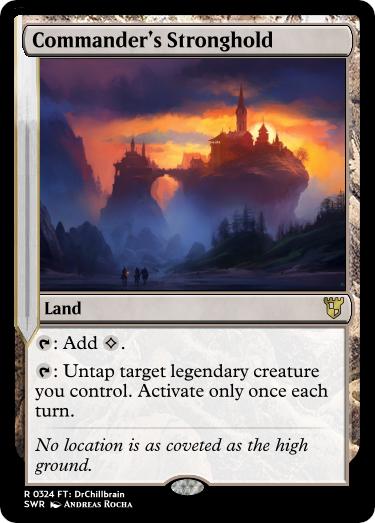 Commander's Stronghold
Land
: Add .
: Untap target legendary creature
you control. Activate only once each
turn.
No location is as coveted as the high
ground.
R 0324 FT: DrChillbrain
SWR Andreas Rocha